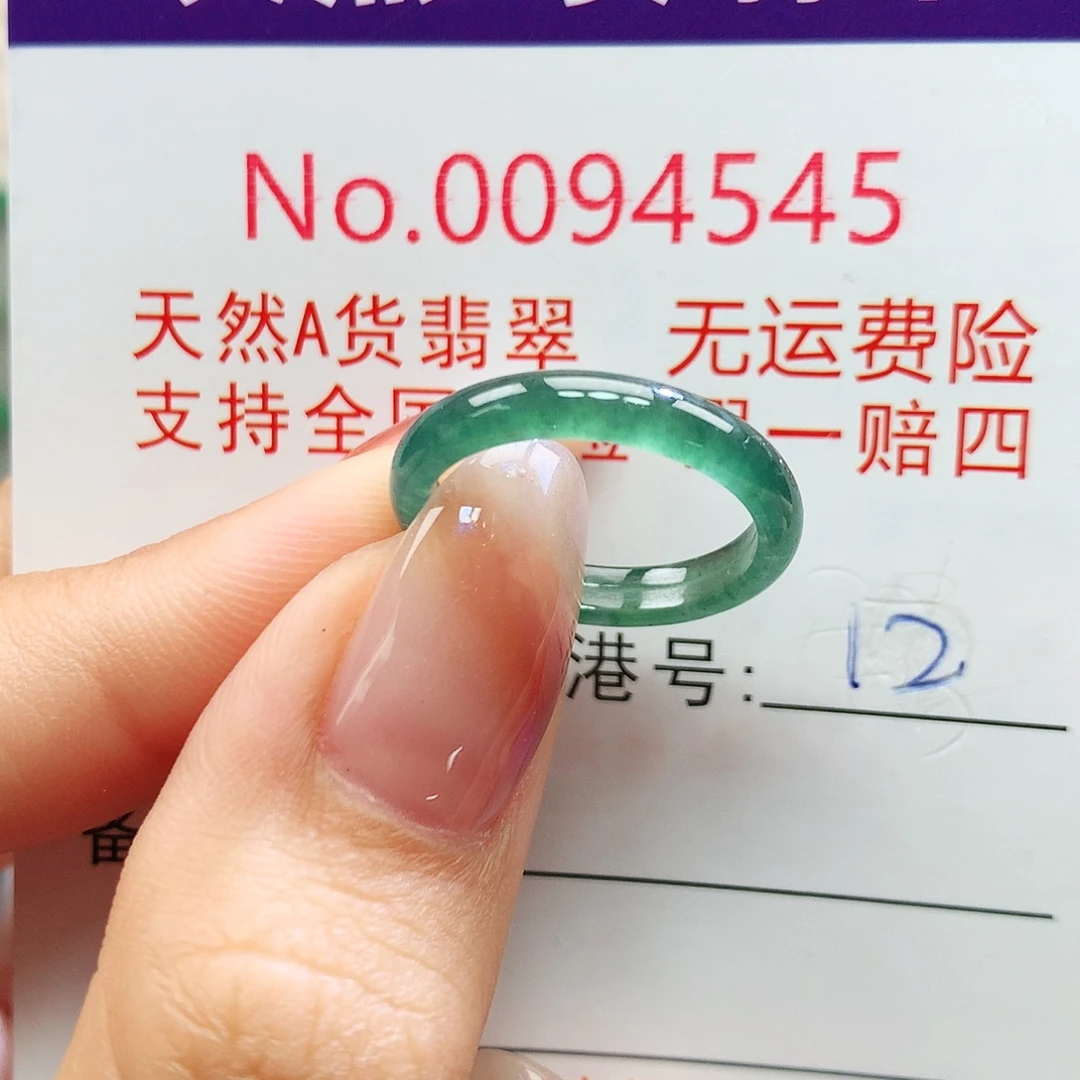 No.0094545
天然A货翡翠 无运费险
支持全国 一赔四
港号: 12
备